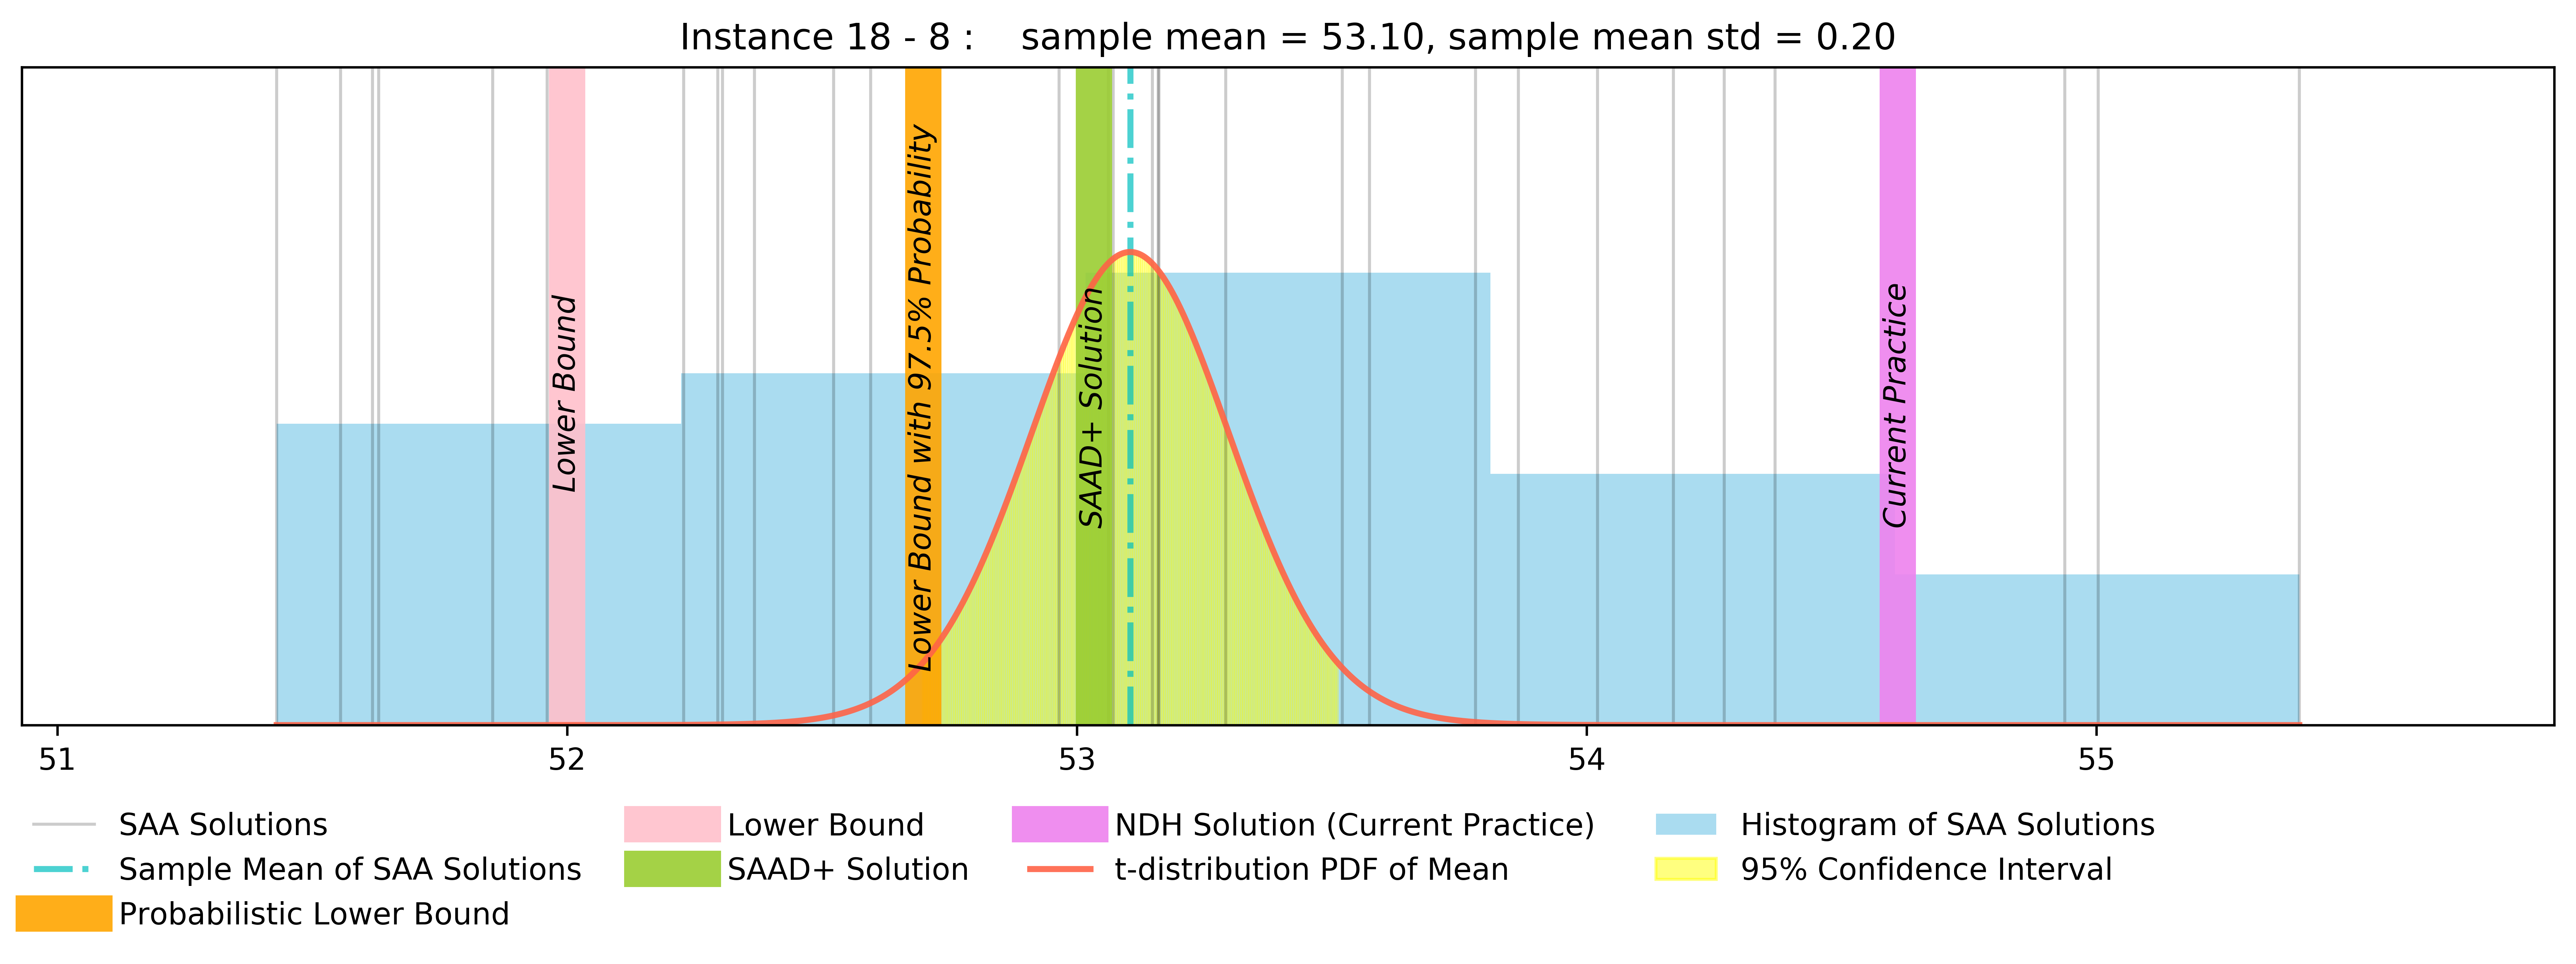 Instance 18 - 8 :    sample mean = 53.10, sample mean std = 0.20
Lower Bound
Lower Bound with 97.5% Probability
SAAD+ Solution
Current Practice
51 52 53 54 55
SAA Solutions
Sample Mean of SAA Solutions
Probabilistic Lower Bound
Lower Bound
SAAD+ Solution
NDH Solution (Current Practice)
t-distribution PDF of Mean
Histogram of SAA Solutions
95% Confidence Interval